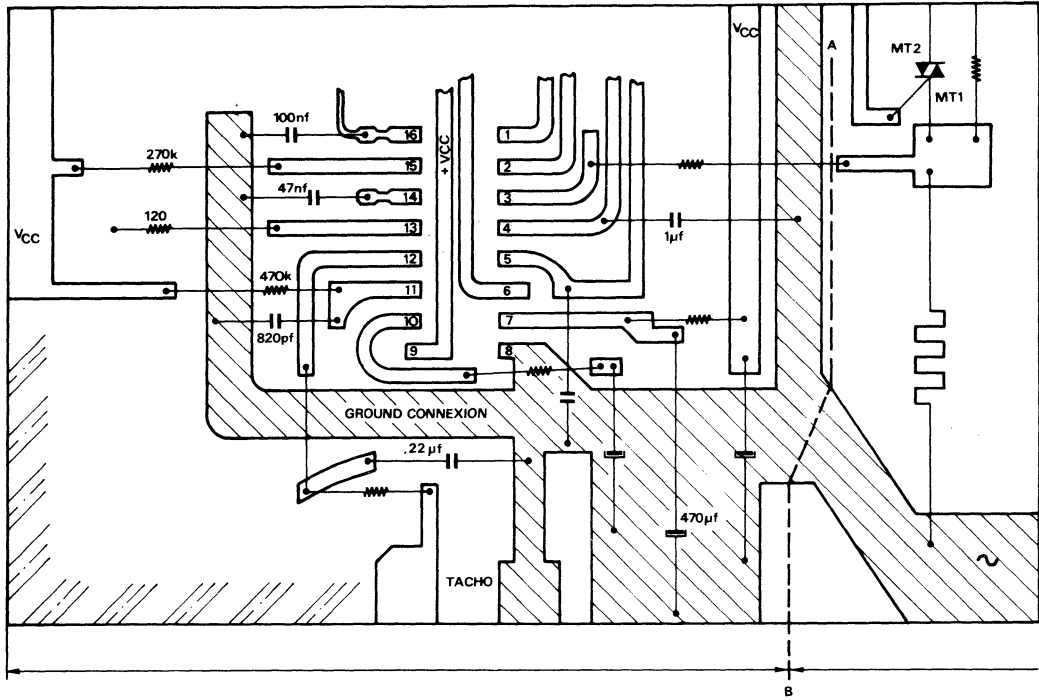 VCC
A
MT2
MT1
100nf
16
1
+VCC
270k
15
2
47nf
14
3
120
13
4
1µf
VCC
12
5
470k
11
6
10
7
820pf
9
8
GROUND CONNEXION
.22 µf
470µf
TACHO
~
B